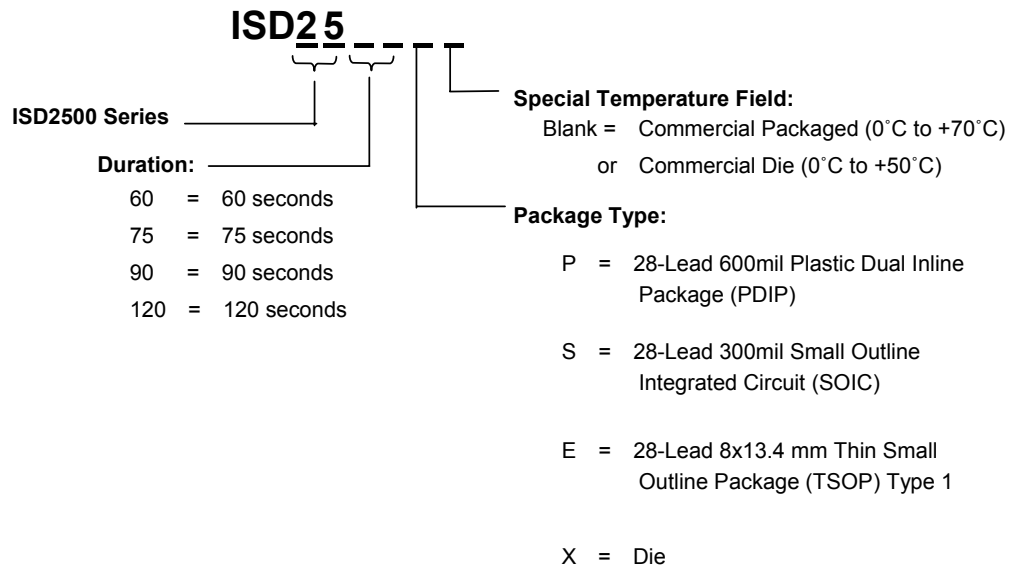 ISD25
ISD2500 Series
Duration:
60 = 60 seconds
75 = 75 seconds
90 = 90 seconds
120 = 120 seconds
Special Temperature Field:
Blank = Commercial Packaged (0˚C to +70˚C)
or Commercial Die (0˚C to +50˚C)
Package Type:
P = 28-Lead 600mil Plastic Dual Inline
Package (PDIP)
S = 28-Lead 300mil Small Outline
Integrated Circuit (SOIC)
E = 28-Lead 8x13.4 mm Thin Small
Outline Package (TSOP) Type 1
X = Die